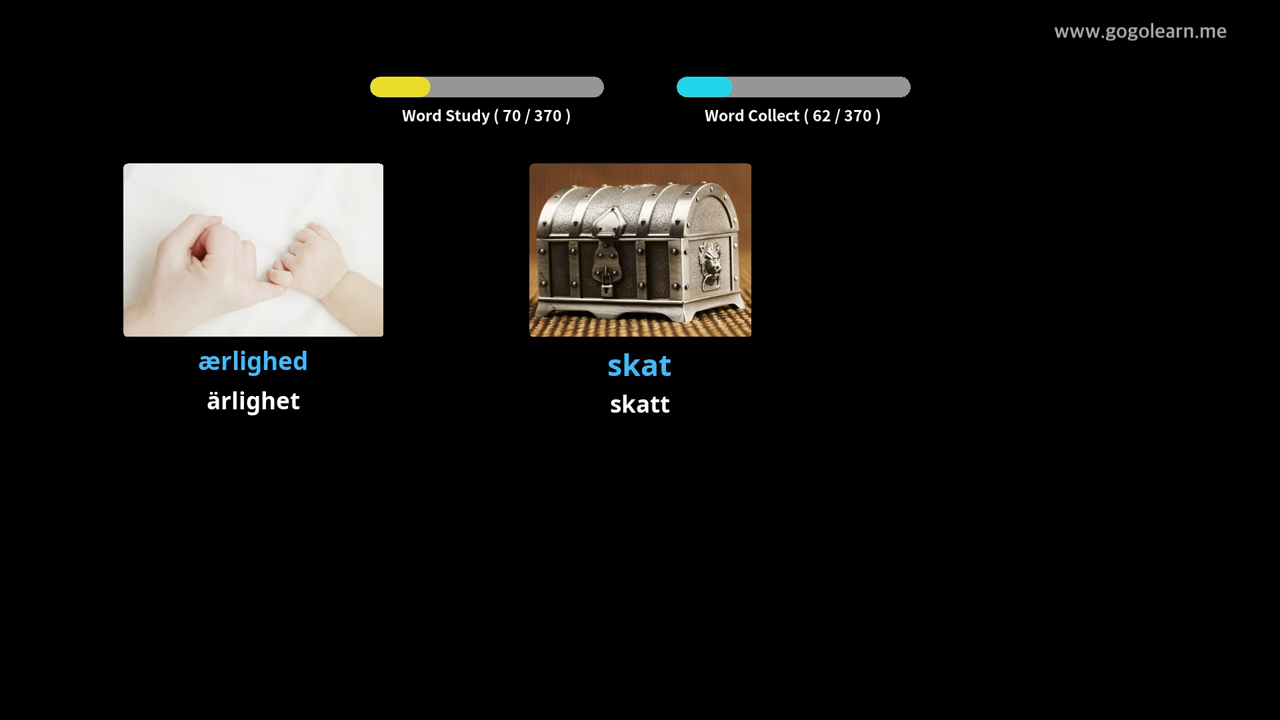 www.gogolearn.me
Word Study ( 70 / 370 )
Word Collect ( 62 / 370 )
ærlighed
ärlighet
skat
skatt